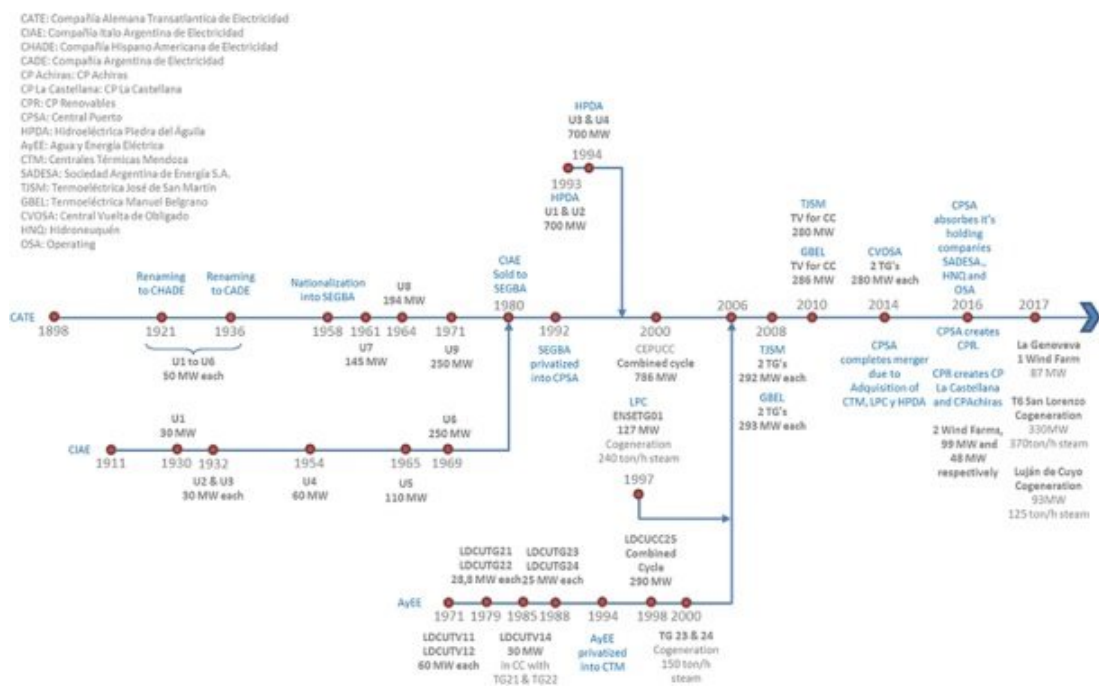 CATE: Compañía Alemana Transatlantica de Electricidad
CIAE: Compañía Italo Argentina de Electricidad
CHADE: Compañía Hispano Americana de Electricidad
CADE: Compañía Argentina de Electricidad
CP Achiras: CP Achiras
CP La Castellana: CP La Castellana
CPR: CP Renovables
CPSA: Central Puerto
HPDA: Hidroeléctrica Piedra del Águila
AyEE: Agua y Energía Eléctrica
CTM: Centrales Térmicas Mendoza
SADESA: Sociedad Argentina de Energía S.A.
TJSM: Termoeléctrica José de San Martín
GBEL: Termoeléctrica Manuel Belgrano
CVOSA: Central Vuelta de Obligado
HNQ: Hidroneuquén
OSA: Operating
HPDA
U3 & U4
700 MW
1994
1993
HPDA
U1 & U2
700 MW
Renaming
to CHADE
Renaming
to CADE
Nationalization
into SEGBA
U8
194 MW
CIAE
Sold to
SEGBA
TJSM
TV for CC
280 MW
GBEL
TV for CC
286 MW
CVOSA
2 TG's
280 MW each
CPSA
absorbes it's
holding
companies
SADESA,
HNQ and
OSA
CATE
1898
1921
1936
1958
1961
1964
1971
1980
1992
2000
2006
2008
2010
2014
2016
2017
U1 to U6
50 MW each
U7
145 MW
U9
250 MW
SEGBA
privatized
into CPSA
CEPUCC
Combined cycle
786 MW
TJSM
2 TG's
292 MW each
GBEL
2 TG's
293 MW each
CPSA
completes merger
due to
Adquisition of
CTM, LPC y HPDA
CPSA creates
CPR.
CPR creates CP
La Castellana
and CPAchiras
2 Wind Farms,
99 MW and
48 MW
respectively
La Genoveva
1 Wind Farm
87 MW
T6 San Lorenzo
Cogeneration
330MW
370ton/h steam
Luján de Cuyo
Cogeneration
93MW
125 ton/h steam
U1
30 MW
U6
250 MW
CIAE
1911
1930
1932
1954
1965
1969
U2 & U3
30 MW each
U4
60 MW
U5
110 MW
LPC
ENSETG01
127 MW
Cogeneration
240 ton/h steam
1997
LDCUTG21
LDCUTG22
28,8 MW each
LDCUTG23
LDCUTG24
25 MW each
LDCUCC25
Combined
Cycle
290 MW
AyEE
1971
1979
1985
1988
1994
1998
2000
LDCUTV11
LDCUTV12
60 MW each
LDCUTV14
30 MW
in CC with
TG21 & TG22
AyEE
privatized
into CTM
TG 23 & 24
Cogeneration
150 ton/h
steam